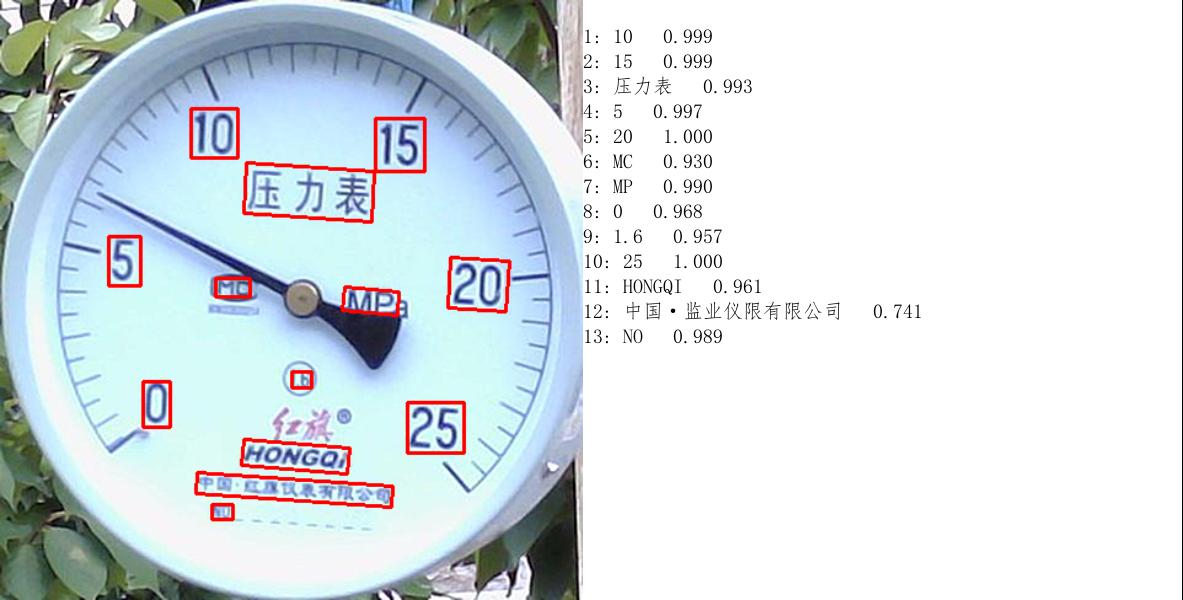 10
15
压力表
5
20
MC
MPa
1.6
0
红旗®
25
HONGQi
中国·红旗仪表有限公司
NO
1: 10 0.999
2: 15 0.999
3: 压力表 0.993
4: 5 0.997
5: 20 1.000
6: MC 0.930
7: MP 0.990
8: 0 0.968
9: 1.6 0.957
10: 25 1.000
11: HONGQI 0.961
12: 中国·监业仪限有限公司 0.741
13: NO 0.989